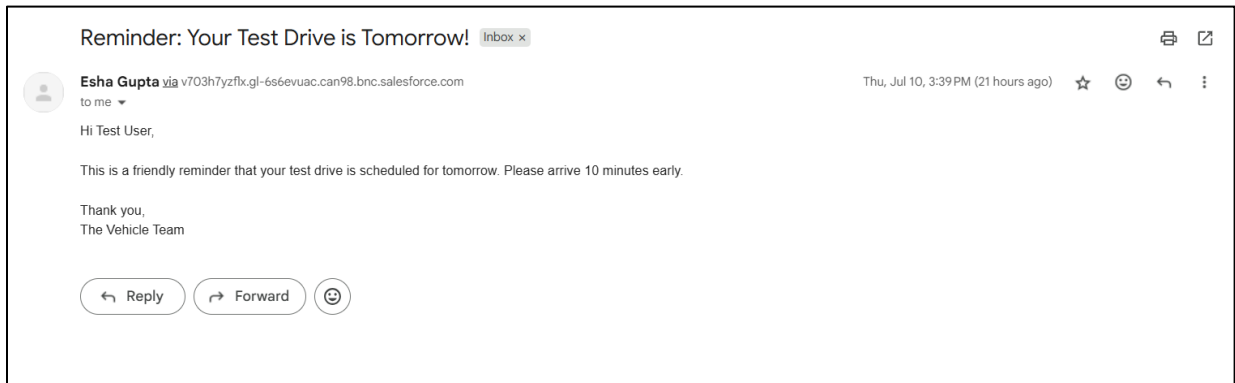 Reminder: Your Test Drive is Tomorrow! Inbox ×
Esha Gupta via v703h7yzflx.gl-6s6evuac.can98.bnc.salesforce.com Thu, Jul 10, 3:39 PM (21 hours ago)
to me
Hi Test User,
This is a friendly reminder that your test drive is scheduled for tomorrow. Please arrive 10 minutes early.
Thank you,
The Vehicle Team
Reply Forward